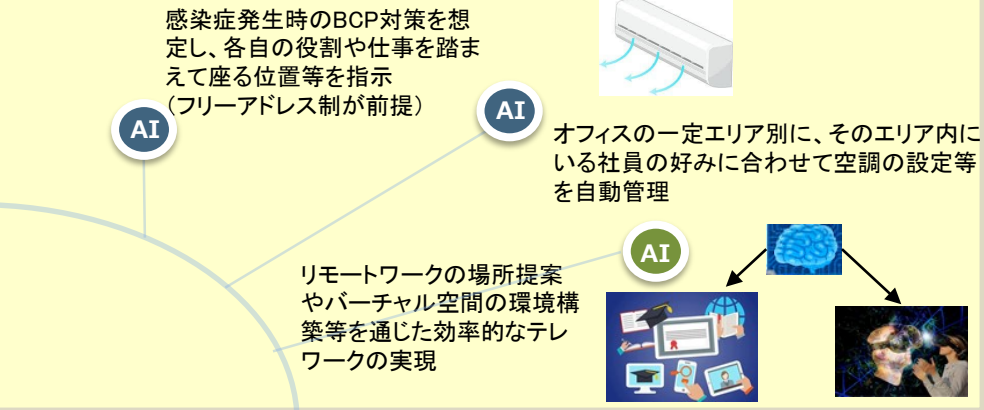 感染症発生時のBCP対策を想
定し、各自の役割や仕事を踏ま
えて座る位置等を指示
（フリーアドレス制が前提）
AI
AI
オフィスの一定エリア別に、そのエリア内に
いる社員の好みに合わせて空調の設定等
を自動管理
AI
リモートワークの場所提案
やバーチャル空間の環境構
築等を通じた効率的なテレ
ワークの実現